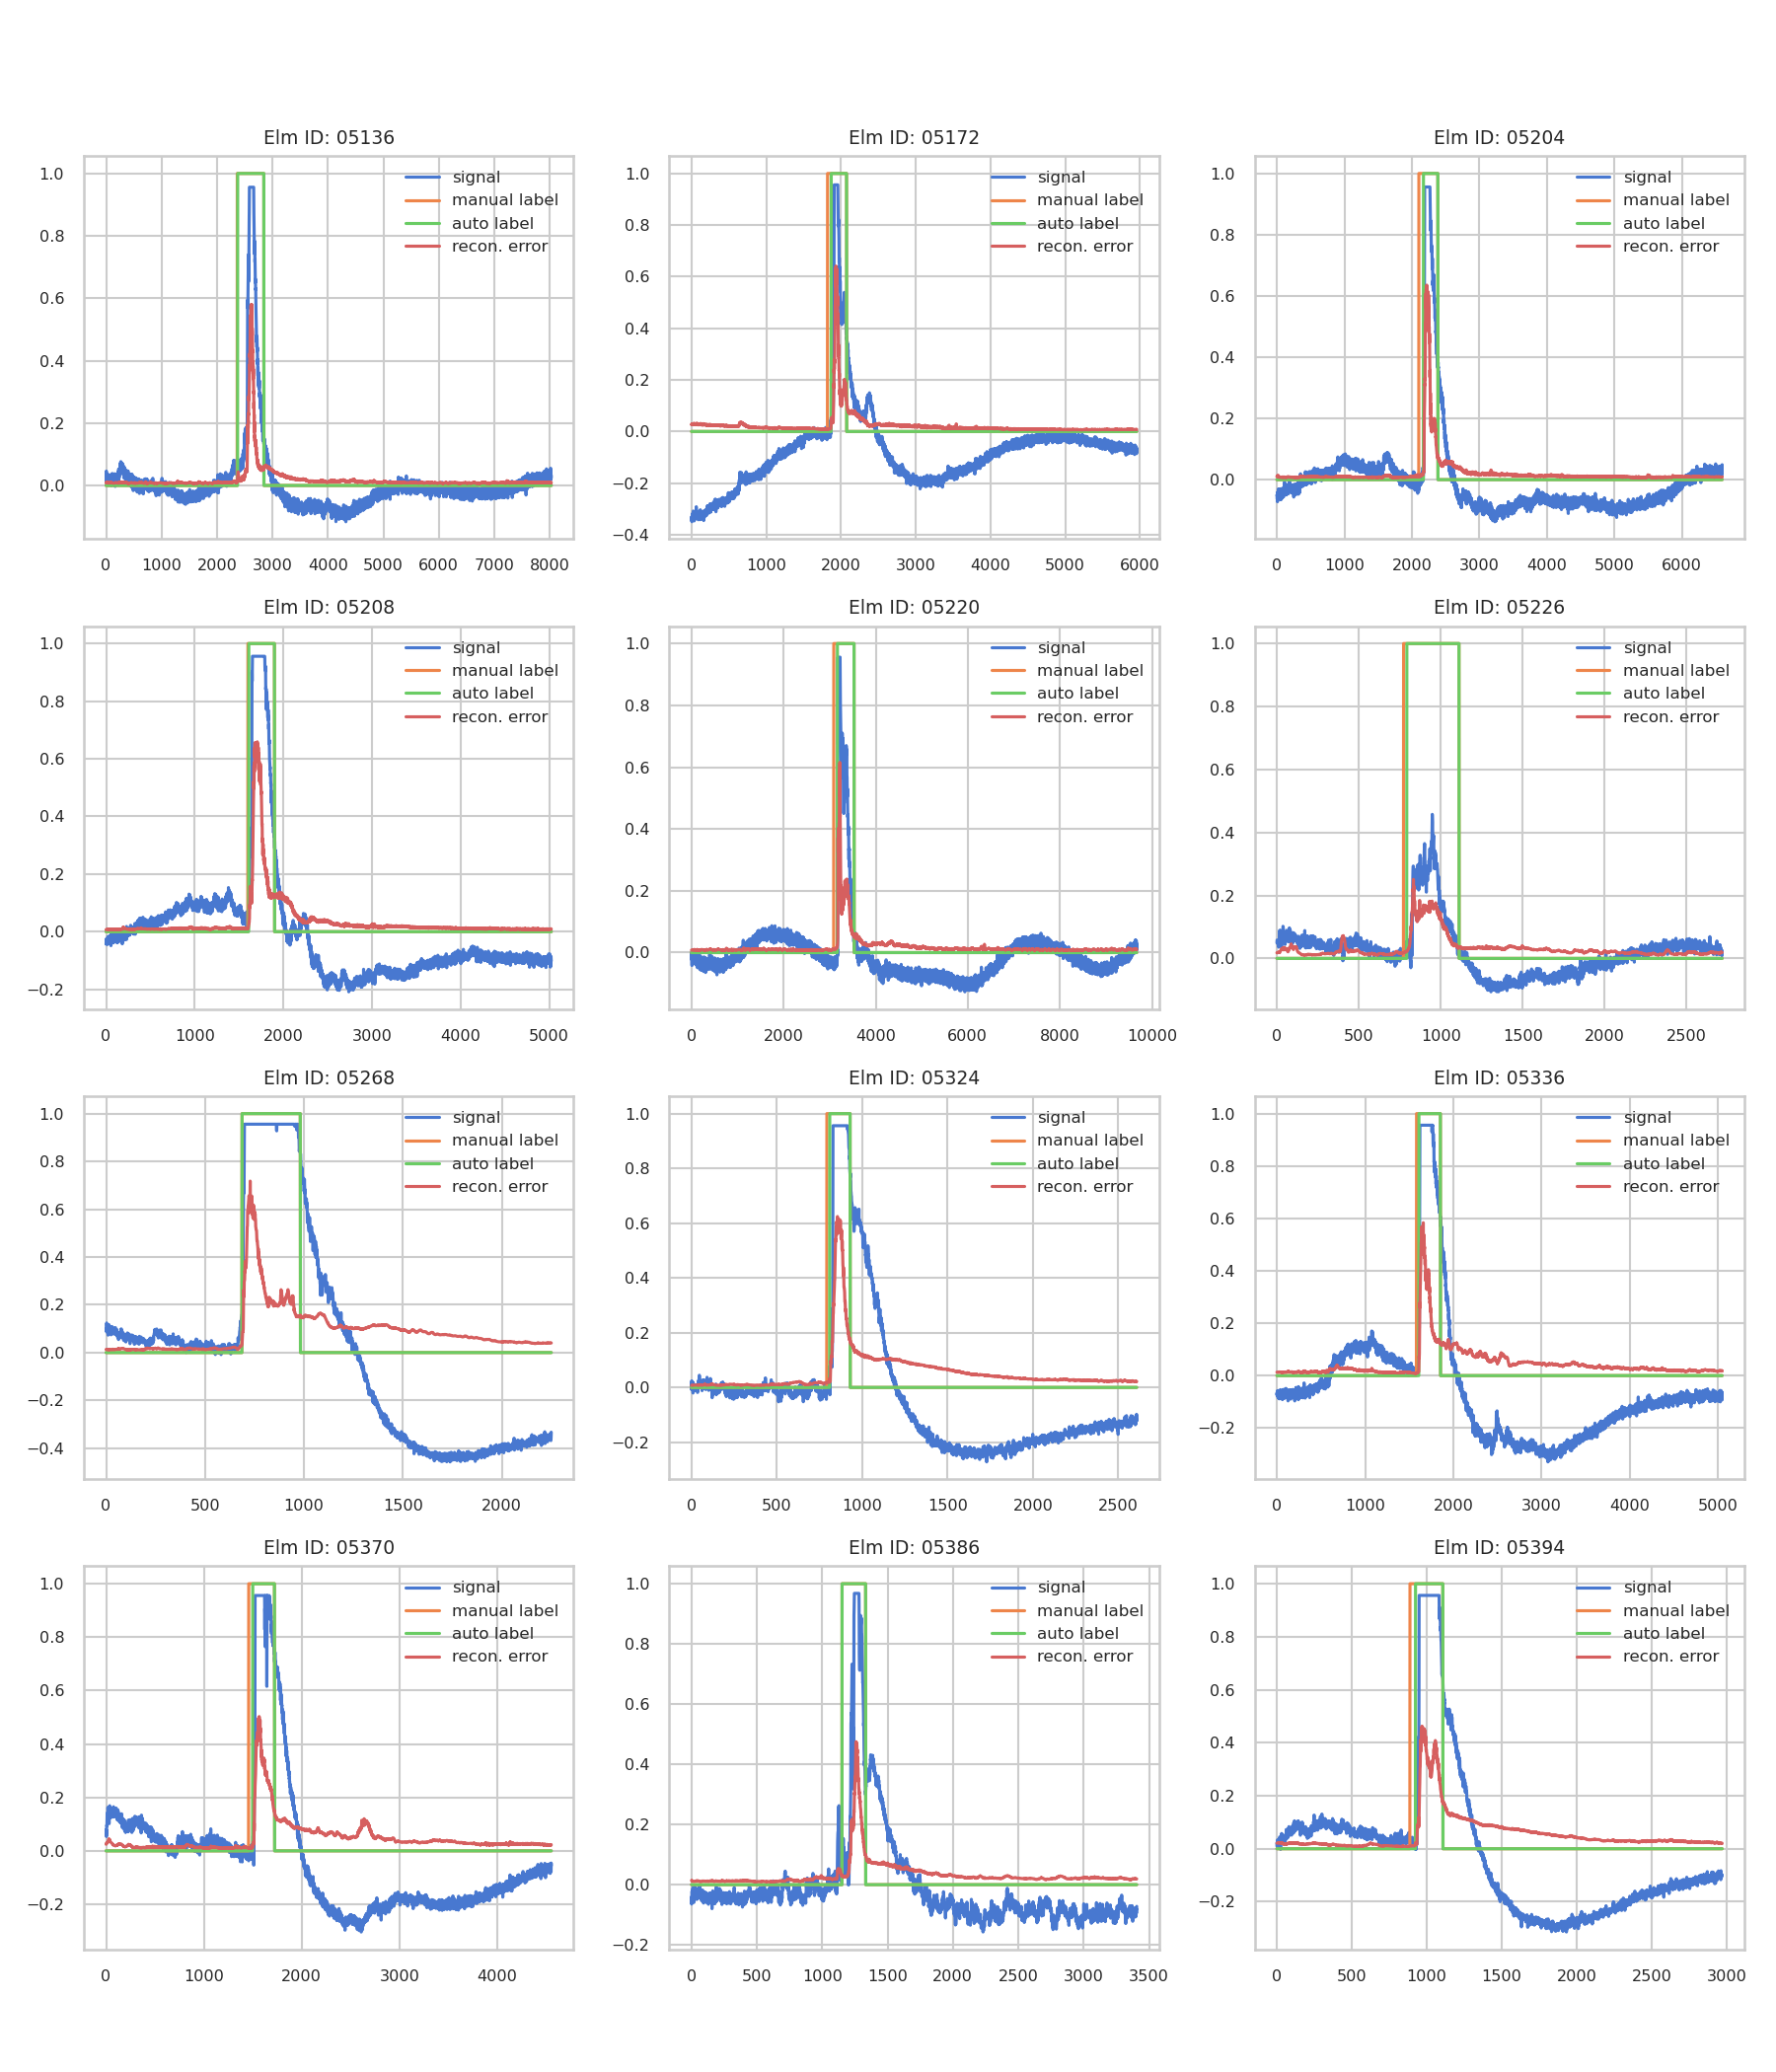 Elm ID: 05136
1.0
0.8
0.6
0.4
0.2
0.0
0 1000 2000 3000 4000 5000 6000 7000 8000
signal
manual label
auto label
recon. error
Elm ID: 05172
1.0
0.8
0.6
0.4
0.2
0.0
−0.2
−0.4
0 1000 2000 3000 4000 5000 6000
signal
manual label
auto label
recon. error
Elm ID: 05204
1.0
0.8
0.6
0.4
0.2
0.0
0 1000 2000 3000 4000 5000 6000
signal
manual label
auto label
recon. error
Elm ID: 05208
1.0
0.8
0.6
0.4
0.2
0.0
−0.2
0 1000 2000 3000 4000 5000
signal
manual label
auto label
recon. error
Elm ID: 05220
1.0
0.8
0.6
0.4
0.2
0.0
0 2000 4000 6000 8000 10000
signal
manual label
auto label
recon. error
Elm ID: 05226
1.0
0.8
0.6
0.4
0.2
0.0
0 500 1000 1500 2000 2500
signal
manual label
auto label
recon. error
Elm ID: 05268
1.0
0.8
0.6
0.4
0.2
0.0
−0.2
−0.4
0 500 1000 1500 2000
signal
manual label
auto label
recon. error
Elm ID: 05324
1.0
0.8
0.6
0.4
0.2
0.0
−0.2
0 500 1000 1500 2000 2500
signal
manual label
auto label
recon. error
Elm ID: 05336
1.0
0.8
0.6
0.4
0.2
0.0
−0.2
0 1000 2000 3000 4000 5000
signal
manual label
auto label
recon. error
Elm ID: 05370
1.0
0.8
0.6
0.4
0.2
0.0
−0.2
0 1000 2000 3000 4000
signal
manual label
auto label
recon. error
Elm ID: 05386
1.0
0.8
0.6
0.4
0.2
0.0
−0.2
0 500 1000 1500 2000 2500 3000 3500
signal
manual label
auto label
recon. error
Elm ID: 05394
1.0
0.8
0.6
0.4
0.2
0.0
−0.2
0 500 1000 1500 2000 2500 3000
signal
manual label
auto label
recon. error